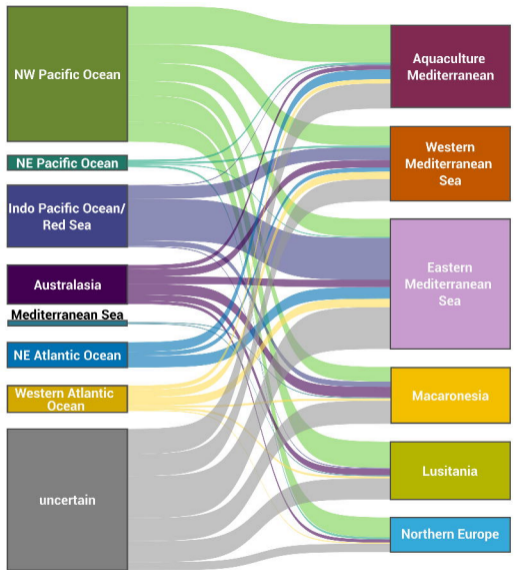 NW Pacific Ocean
NE Pacific Ocean
Indo Pacific Ocean/
Red Sea
Australasia
Mediterranean Sea
NE Atlantic Ocean
Western Atlantic
Ocean
uncertain
Aquaculture
Mediterranean
Western
Mediterranean
Sea
Eastern
Mediterranean
Sea
Macaronesia
Lusitania
Northern Europe